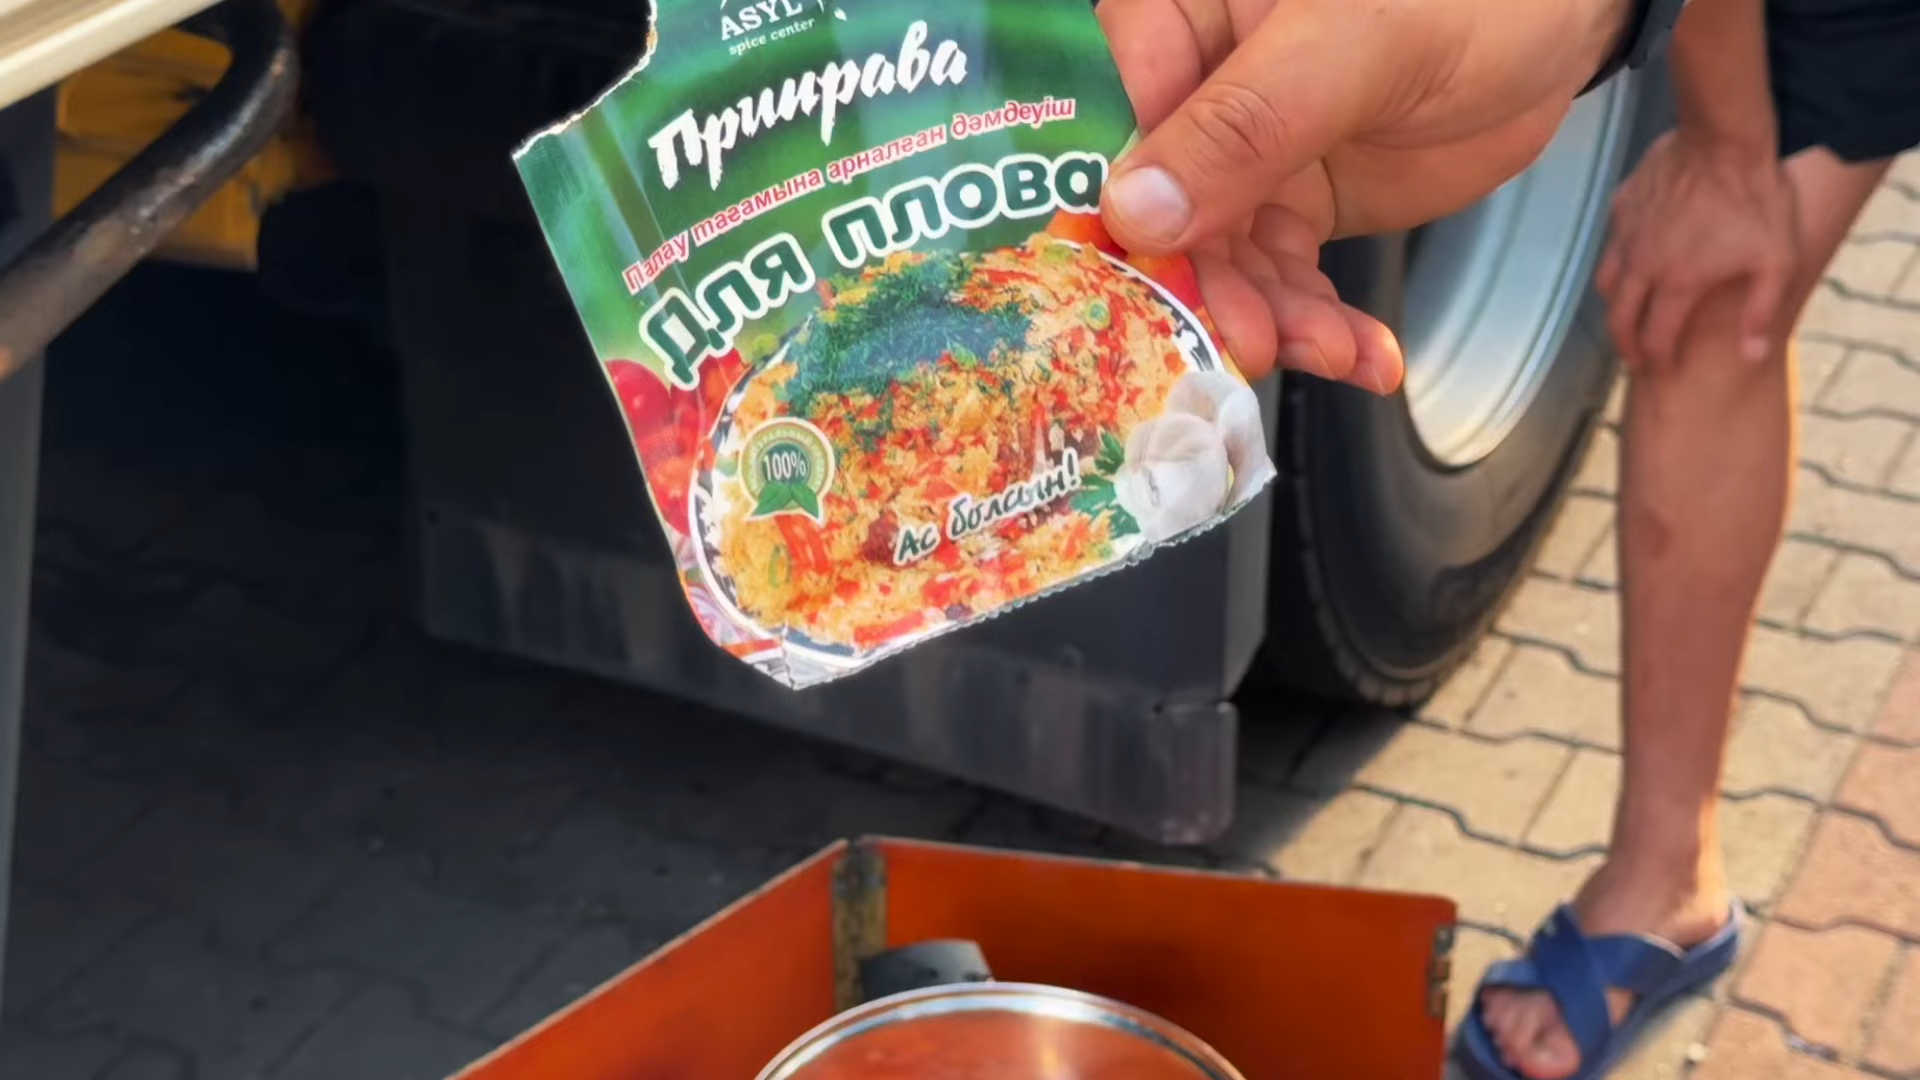 ASYL
spice center
Приправа
Палау тағамына арналған дәмдеуіш
для плова
100%
Ас болсын!